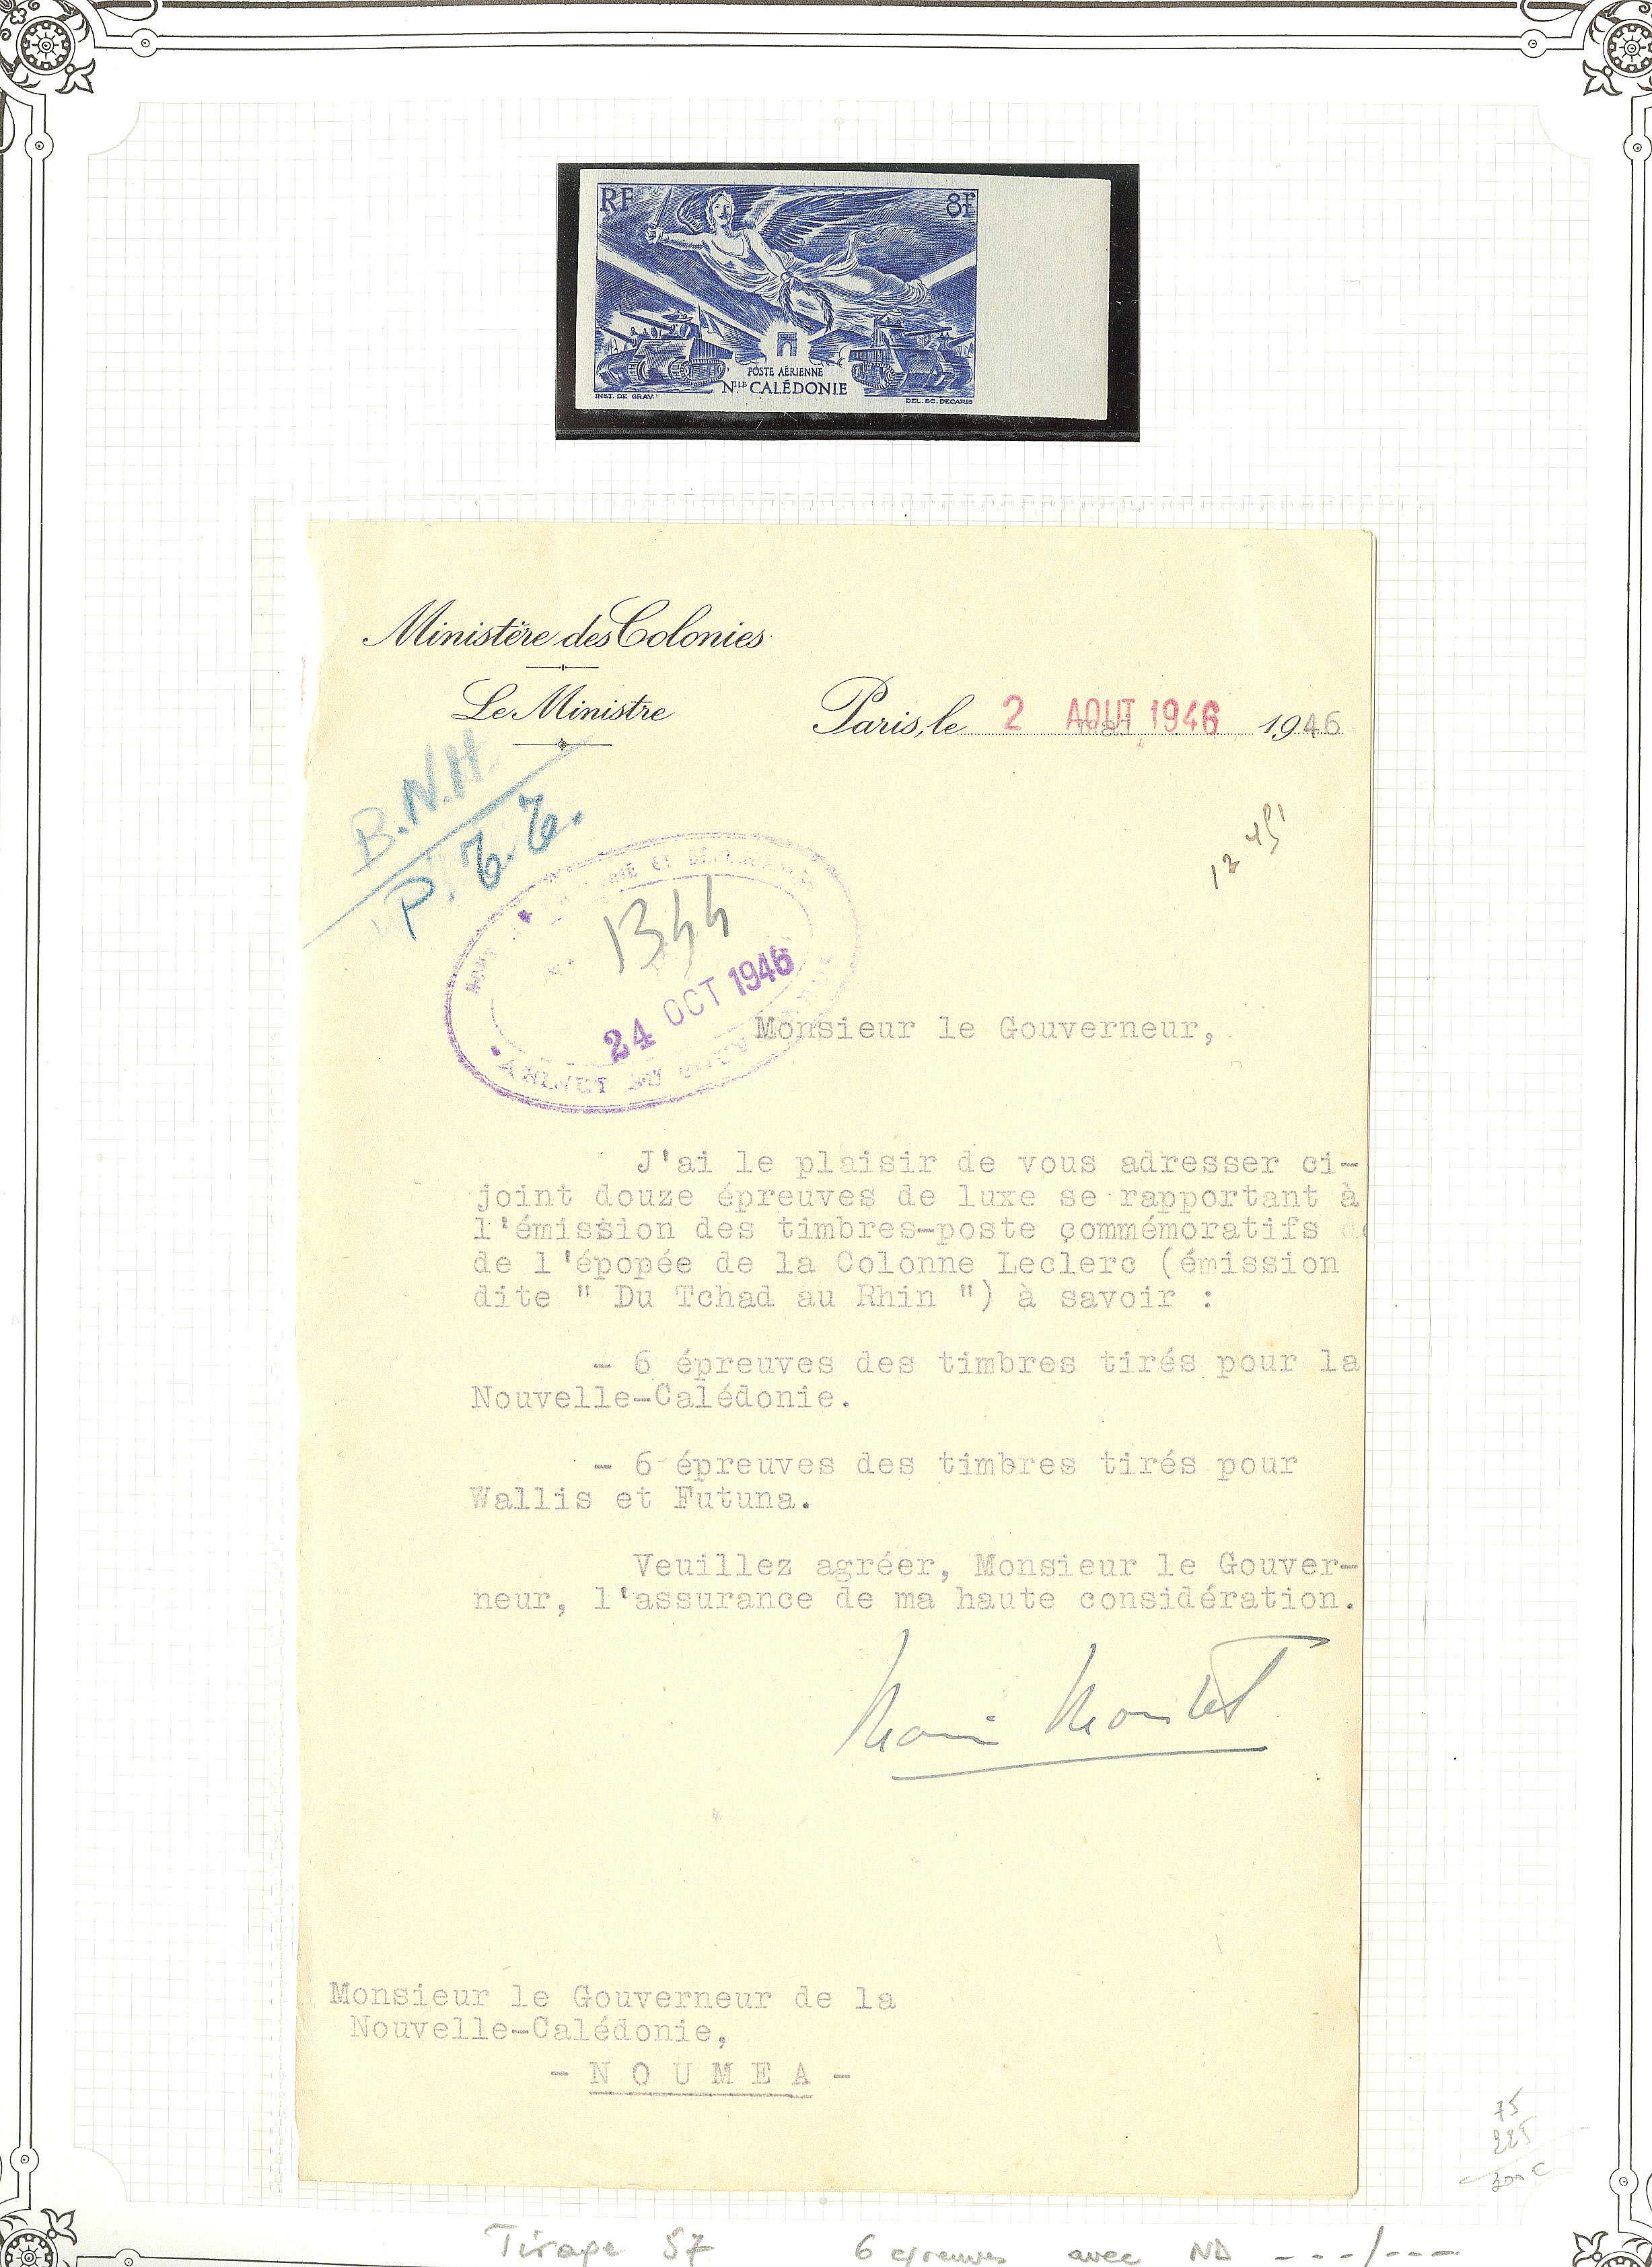 RF 8F
POSTE AÉRIENNE
Nlle CALÉDONIE
INST. DE GRAV. DEL. SC. DECARIS
Ministère des Colonies
Le Ministre
Paris, le 2 AOUT 1946 1946
B.N.H.
P.T.T.
1344
24 OCT 1946
Monsieur le Gouverneur,
J'ai le plaisir de vous adresser ci-
joint douze épreuves de luxe se rapportant à
l'émission des timbres-poste commémoratifs de
de l'épopée de la Colonne Leclerc (émission
dite " Du Tchad au Rhin ") à savoir :
- 6 épreuves des timbres tirés pour la
Nouvelle-Calédonie.
- 6 épreuves des timbres tirés pour
Wallis et Futuna.
Veuillez agréer, Monsieur le Gouver-
neur, l'assurance de ma haute considération.
Monsieur le Gouverneur de la
Nouvelle-Calédonie,
- N O U M E A -
75
225
300 €
Tirage 57 6 epreuves avec ND ---/---